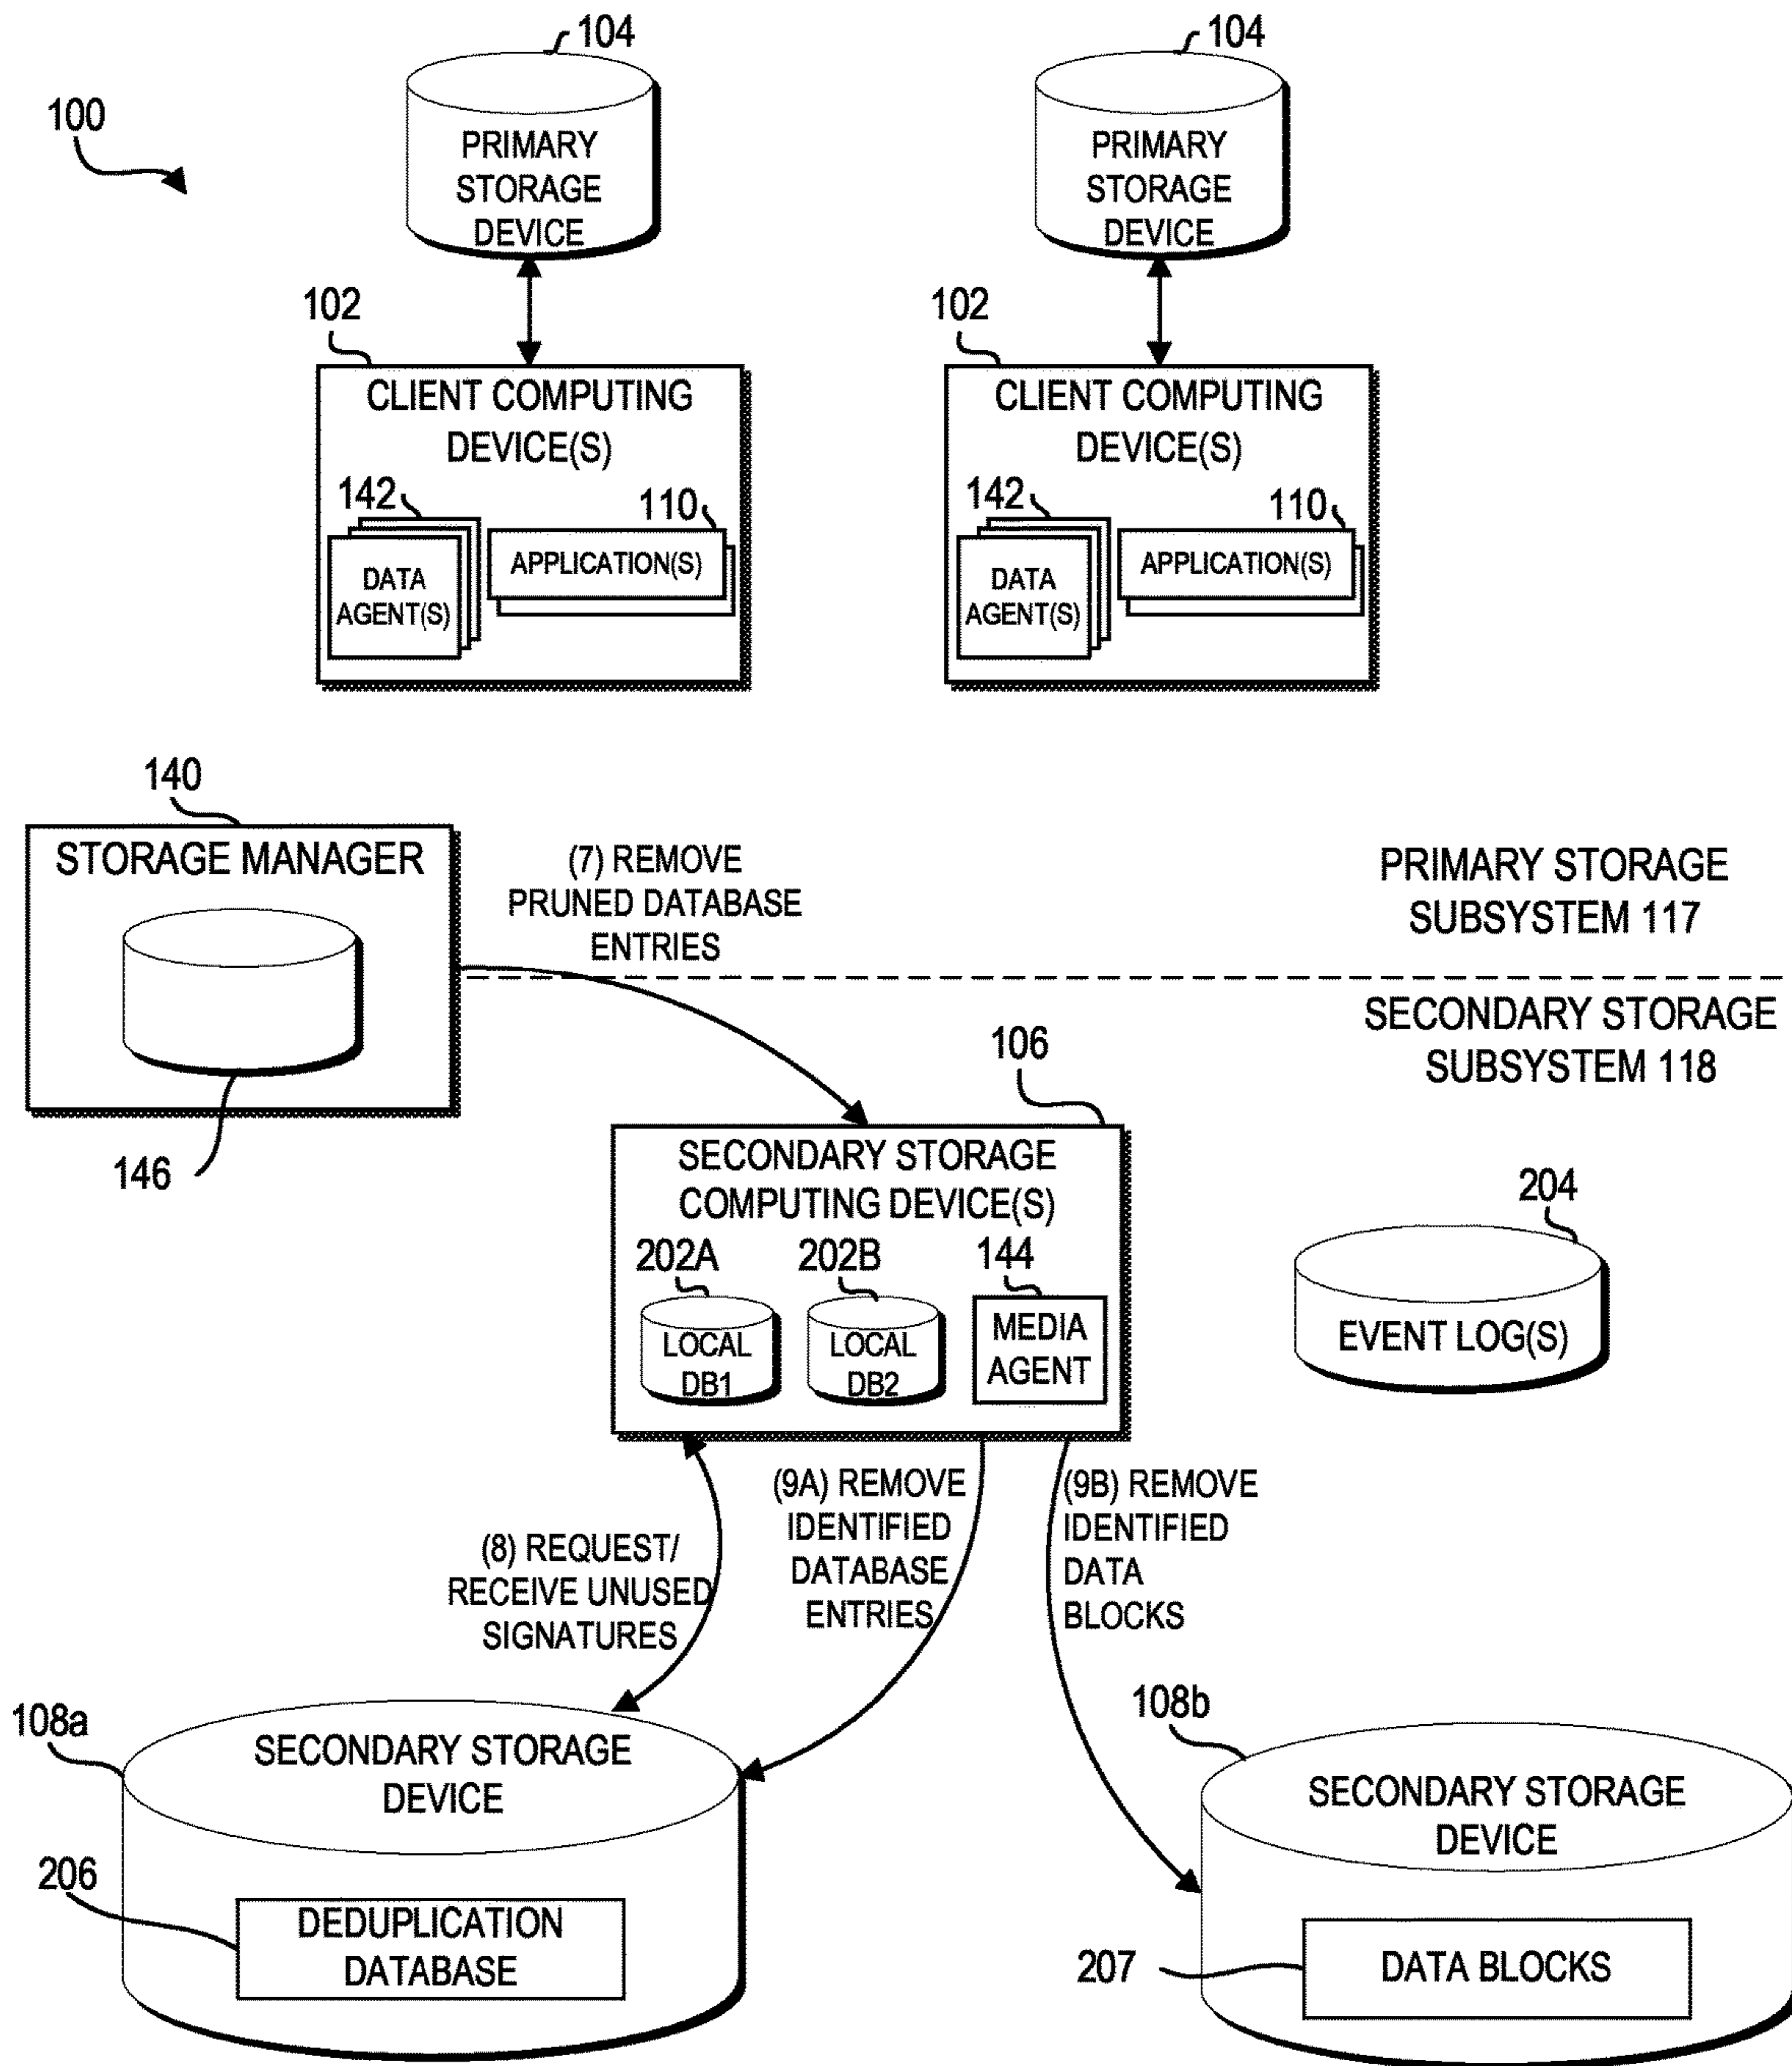 104
104
100
PRIMARY
STORAGE
DEVICE
PRIMARY
STORAGE
DEVICE
102
102
CLIENT COMPUTING
DEVICE(S)
CLIENT COMPUTING
DEVICE(S)
142
110
142
110
DATA
AGENT(S)
APPLICATION(S)
DATA
AGENT(S)
APPLICATION(S)
140
STORAGE MANAGER
(7) REMOVE
PRUNED DATABASE
ENTRIES
PRIMARY STORAGE
SUBSYSTEM 117
SECONDARY STORAGE
SUBSYSTEM 118
146
106
SECONDARY STORAGE
COMPUTING DEVICE(S)
202A
202B
144
LOCAL
DB1
LOCAL
DB2
MEDIA
AGENT
204
EVENT LOG(S)
(8) REQUEST/
RECEIVE UNUSED
SIGNATURES
(9A) REMOVE
IDENTIFIED
DATABASE
ENTRIES
(9B) REMOVE
IDENTIFIED
DATA
BLOCKS
108a
SECONDARY STORAGE
DEVICE
206
DEDUPLICATION
DATABASE
108b
SECONDARY STORAGE
DEVICE
207
DATA BLOCKS